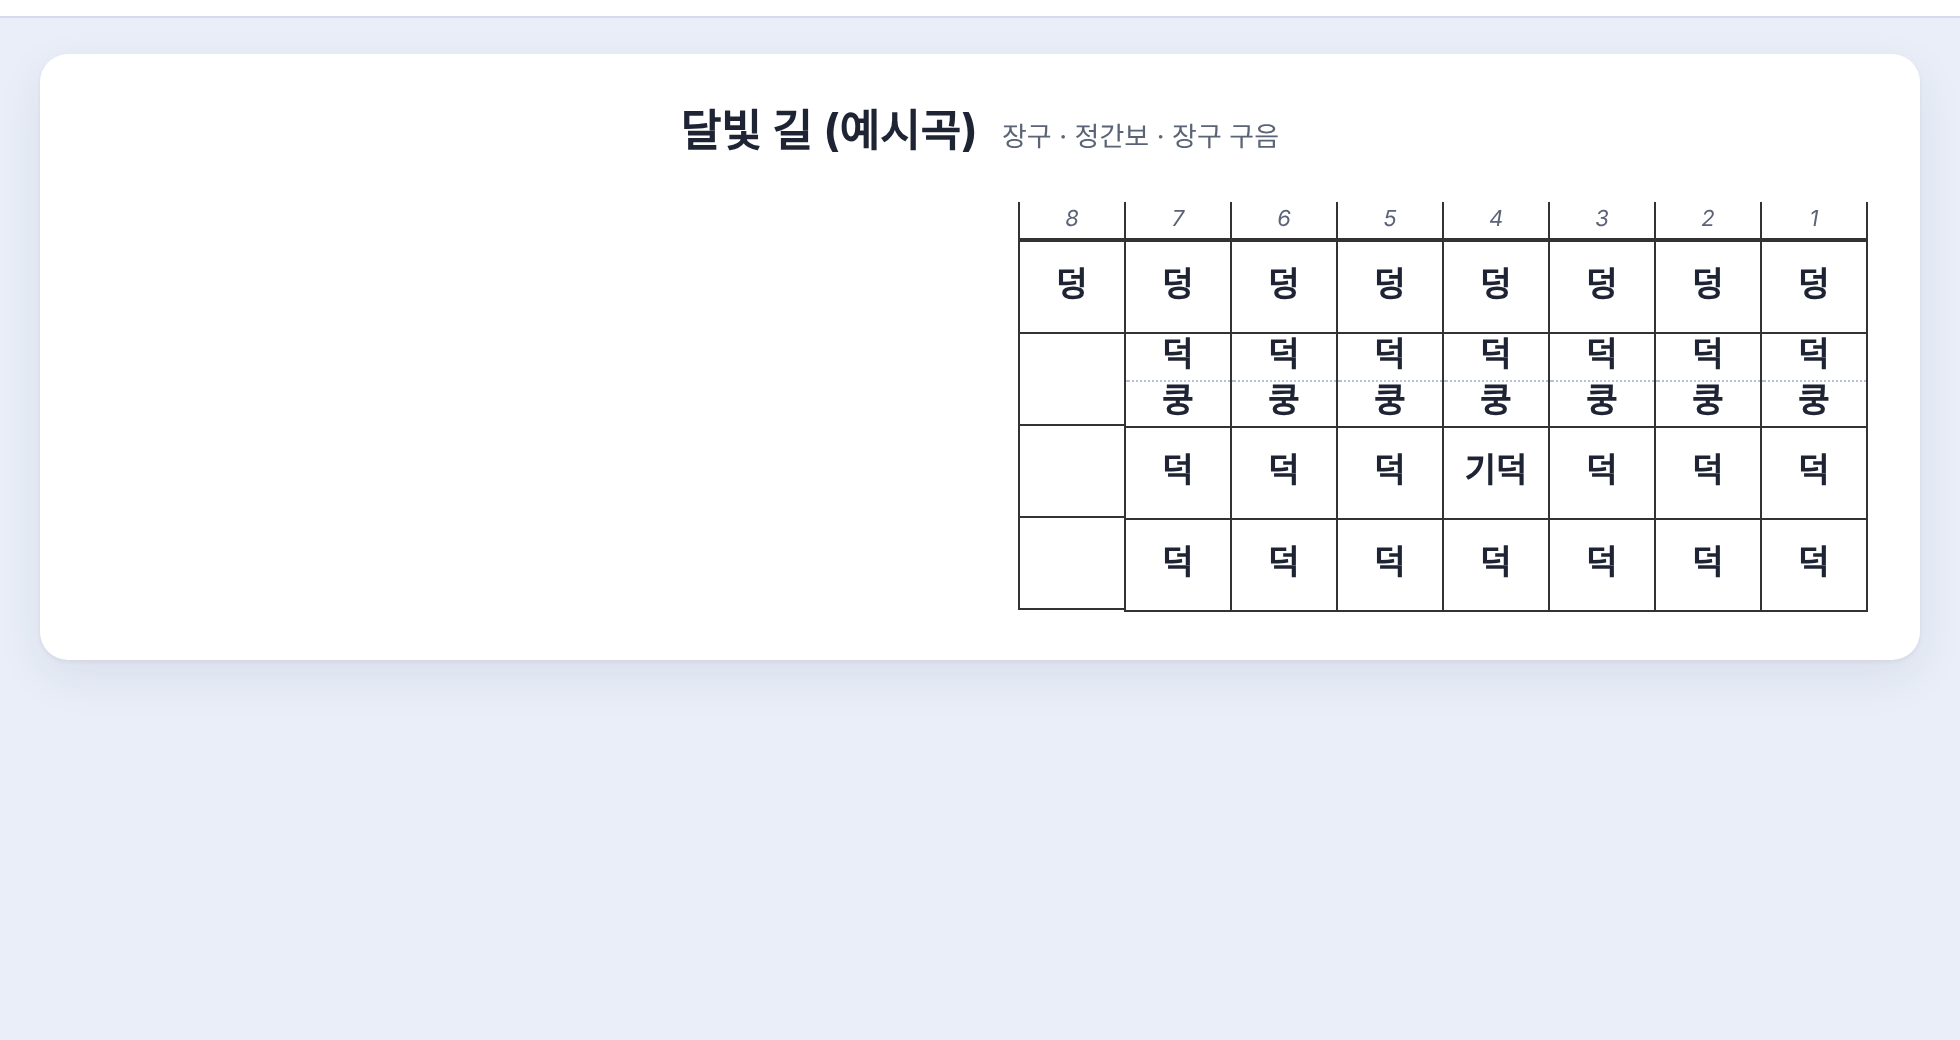 달빛 길 (예시곡) 장구 · 정간보 · 장구 구음
8 7 6 5 4 3 2 1
덩 덩 덩 덩 덩 덩 덩 덩
덕 덕 덕 덕 덕 덕 덕
쿵 쿵 쿵 쿵 쿵 쿵 쿵
덕 덕 덕 기덕 덕 덕 덕
덕 덕 덕 덕 덕 덕 덕